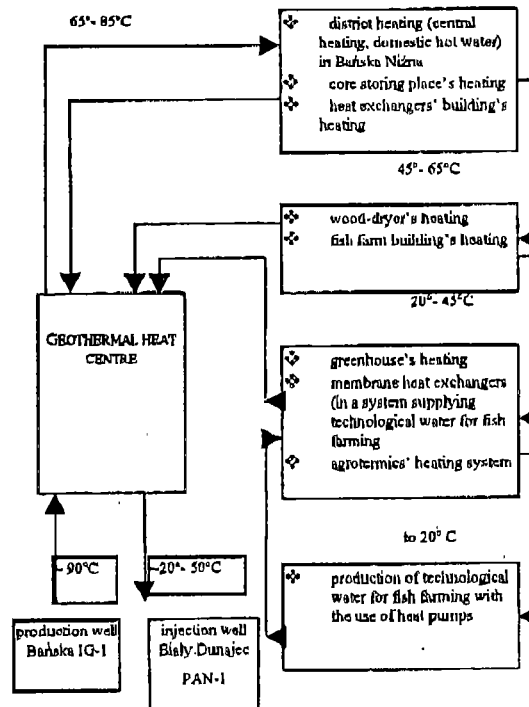 65°- 85°C
district heating (central
heating, domestic hot water)
in Bańska Niżna
core storing place's heating
heat exchangers' building's
heating
45°- 65°C
wood-dryor's heating
fish farm building's heating
20°- 45°C
GEOTHERMAL HEAT
CENTRE
greenhouse's heating
membrane heat exchangers
(in a system supplying
technological water for fish
farming
agrotermics' heating system
to 20° C
production of technological
water for fish farming with
the use of heat pumps
~ 90°C
~20°- 50°C
production well
Bańska IG-1
injection well
Biały Dunajec
PAN-1